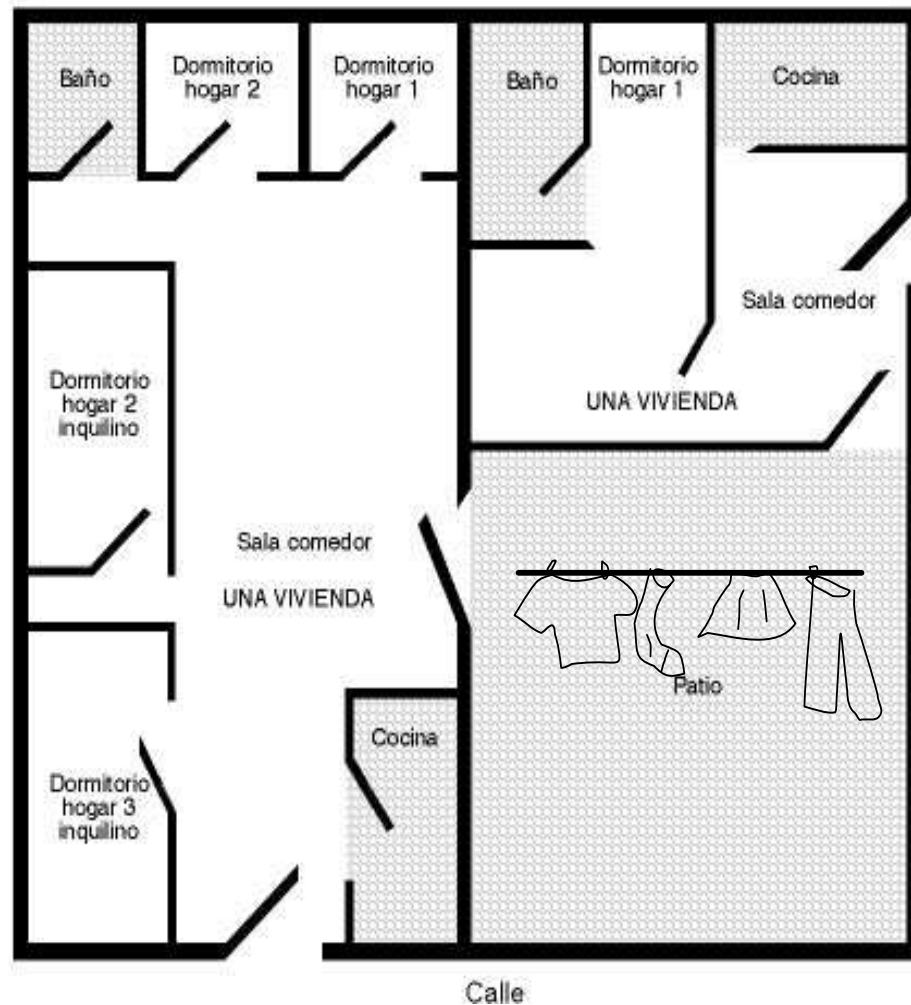 Baño
Dormitorio
hogar 2
Dormitorio
hogar 1
Baño
Dormitorio
hogar 1
Cocina
Sala comedor
UNA VIVIENDA
Dormitorio
hogar 2
inquilino
Sala comedor
UNA VIVIENDA
Patio
Cocina
Dormitorio
hogar 3
inquilino
Calle